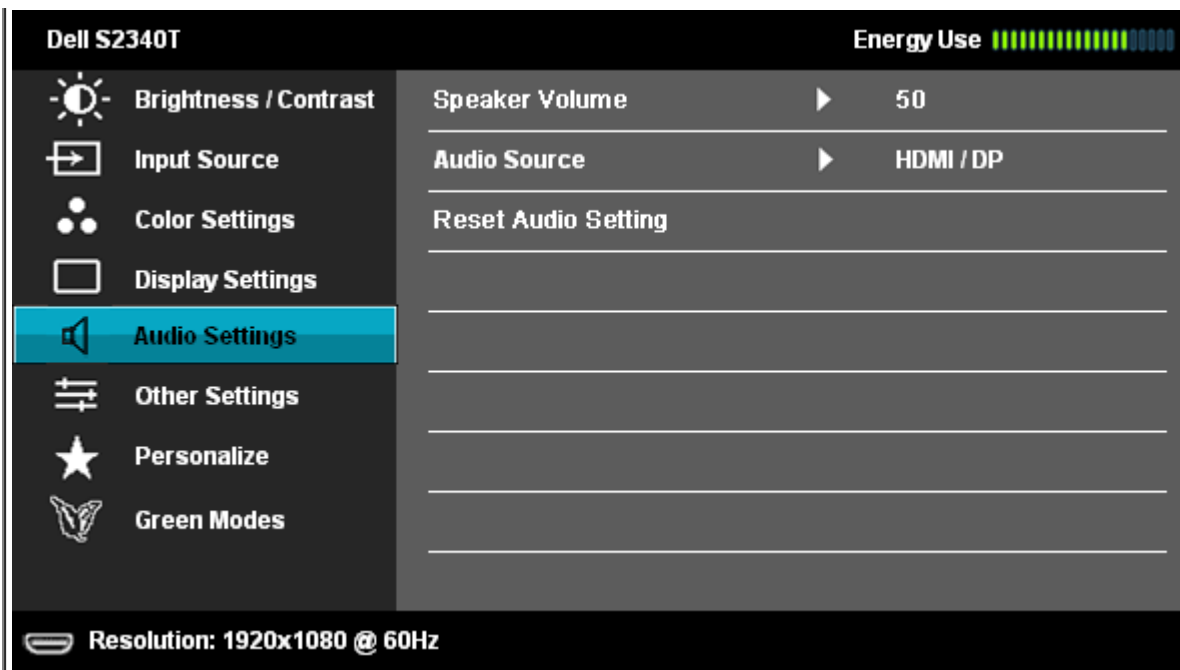 Dell S2340T
Energy Use
Brightness / Contrast
Input Source
Color Settings
Display Settings
Audio Settings
Other Settings
Personalize
Green Modes
Speaker Volume 50
Audio Source HDMI / DP
Reset Audio Setting
Resolution: 1920x1080 @ 60Hz